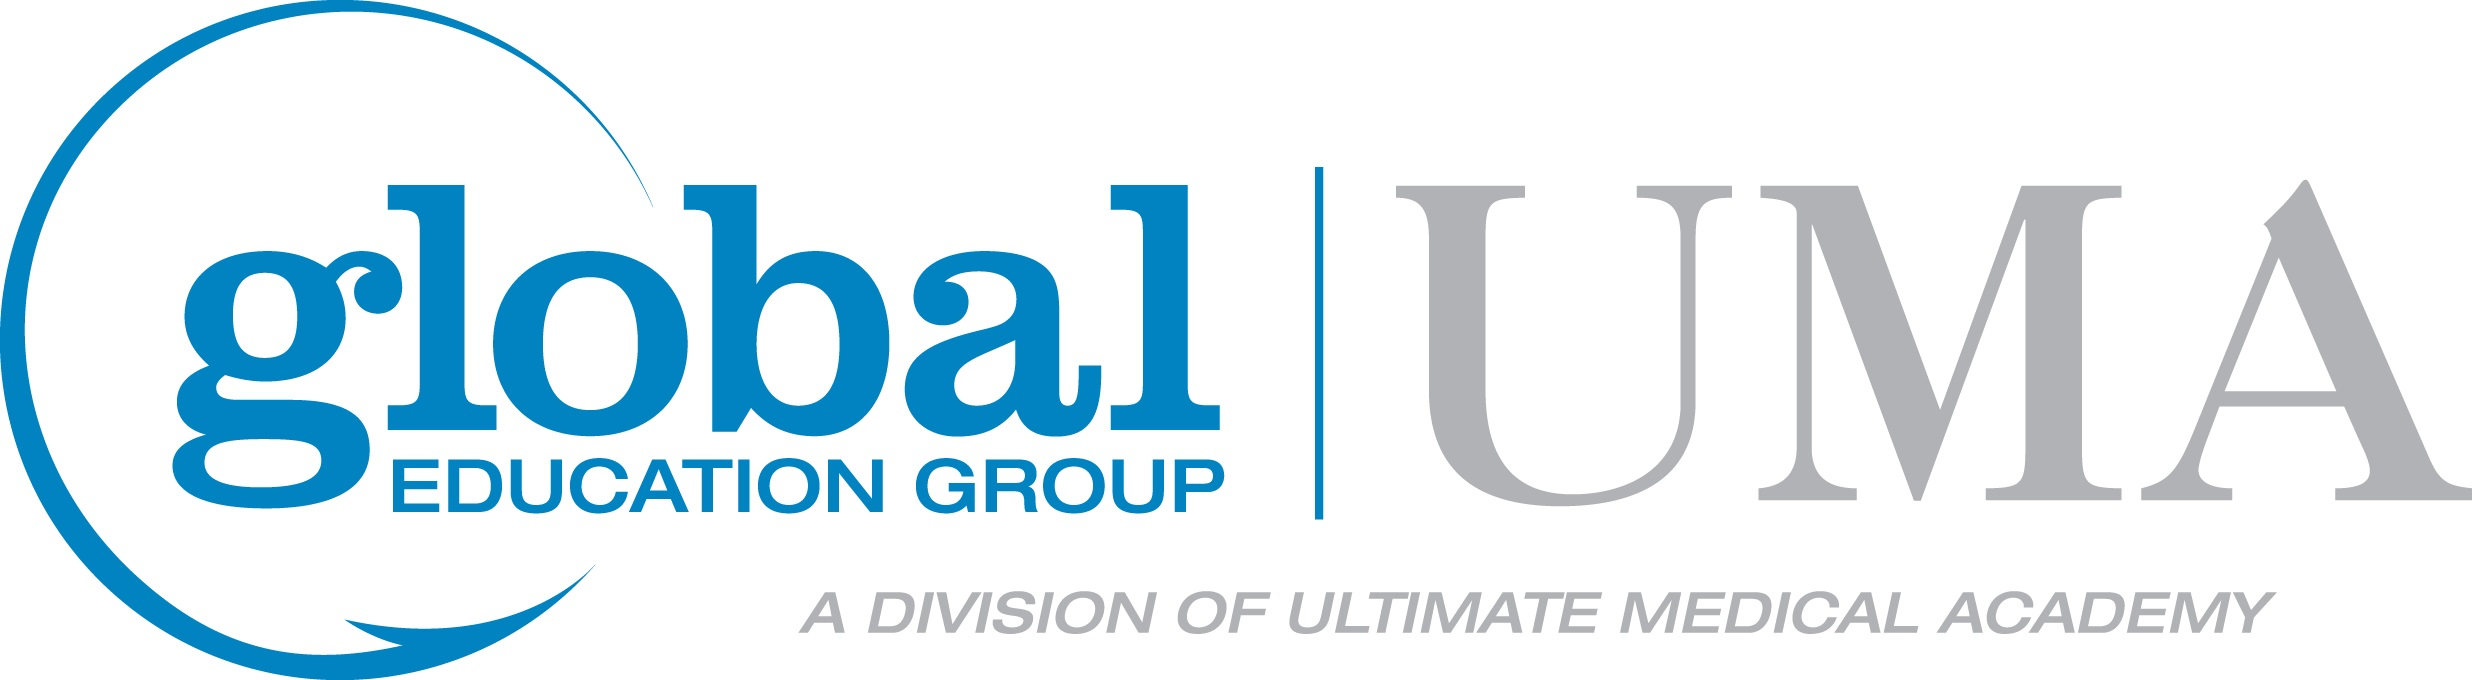 global
EDUCATION GROUP
UMA
A DIVISION OF ULTIMATE MEDICAL ACADEMY